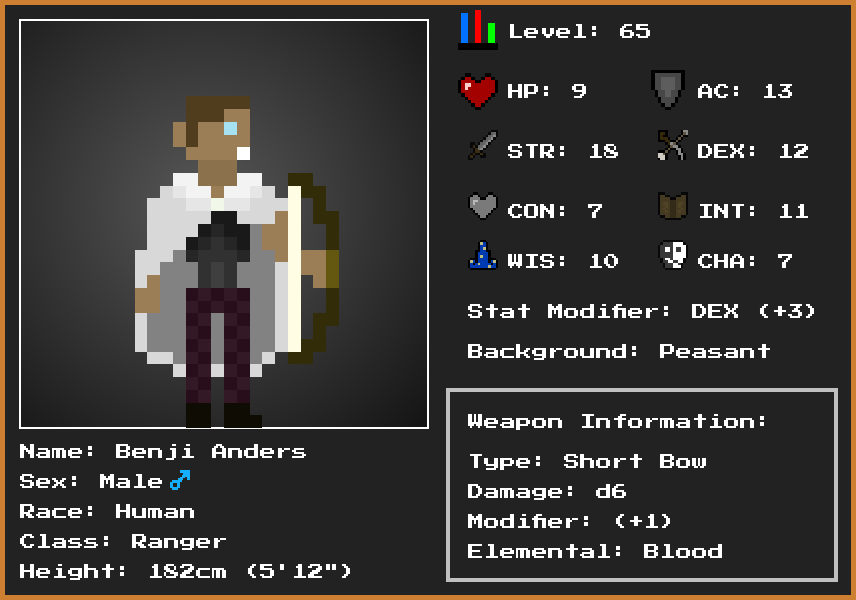 Level: 65
HP: 9 AC: 13
STR: 18 DEX: 12
CON: 7 INT: 11
WIS: 10 CHA: 7
Stat Modifier: DEX (+3)
Background: Peasant
Weapon Information:
Type: Short Bow
Damage: d6
Modifier: (+1)
Elemental: Blood
Name: Benji Anders
Sex: Male♂
Race: Human
Class: Ranger
Height: 182cm (5'12")